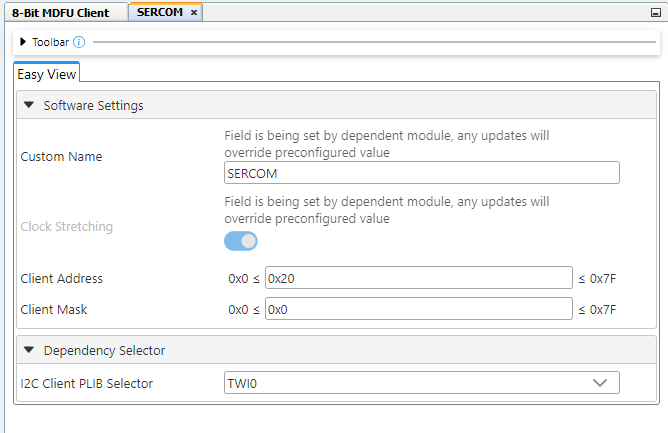 8-Bit MDFU Client SERCOM ×
Toolbar
Easy View
Software Settings
Field is being set by dependent module, any updates will
override preconfigured value
Custom Name
SERCOM
Field is being set by dependent module, any updates will
override preconfigured value
Clock Stretching
Client Address 0x0 ≤ 0x20 ≤ 0x7F
Client Mask 0x0 ≤ 0x0 ≤ 0x7F
Dependency Selector
I2C Client PLIB Selector TWI0